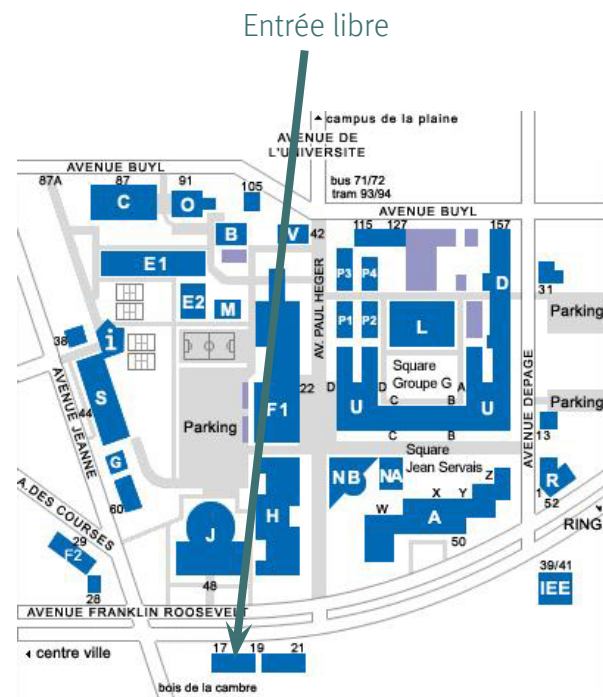 Entrée libre
campus de la plaine
AVENUE DE
L'UNIVERSITE
AVENUE BUYL
87A
87
91
105
bus 71/72
tram 93/94
AVENUE BUYL
C
O
B
V
42
115
127
157
E1
E2
M
P3
P4
D
31
Parking
AV. PAUL HEGER
P1
P2
L
38
i
S
44
AVENUE JEANNE
Square
Groupe G
22
D
D
A
C
B
U
U
F1
Parking
AVENUE DEPAGE
Parking
13
C
B
Square
Jean Servais
G
60
NB
NA
Z
X
Y
W
A
50
R
1
52
RING
A.DES COURSES
29
F2
28
J
H
48
39/41
IEE
AVENUE FRANKLIN ROOSEVELT
centre ville
17
19
21
bois de la cambre